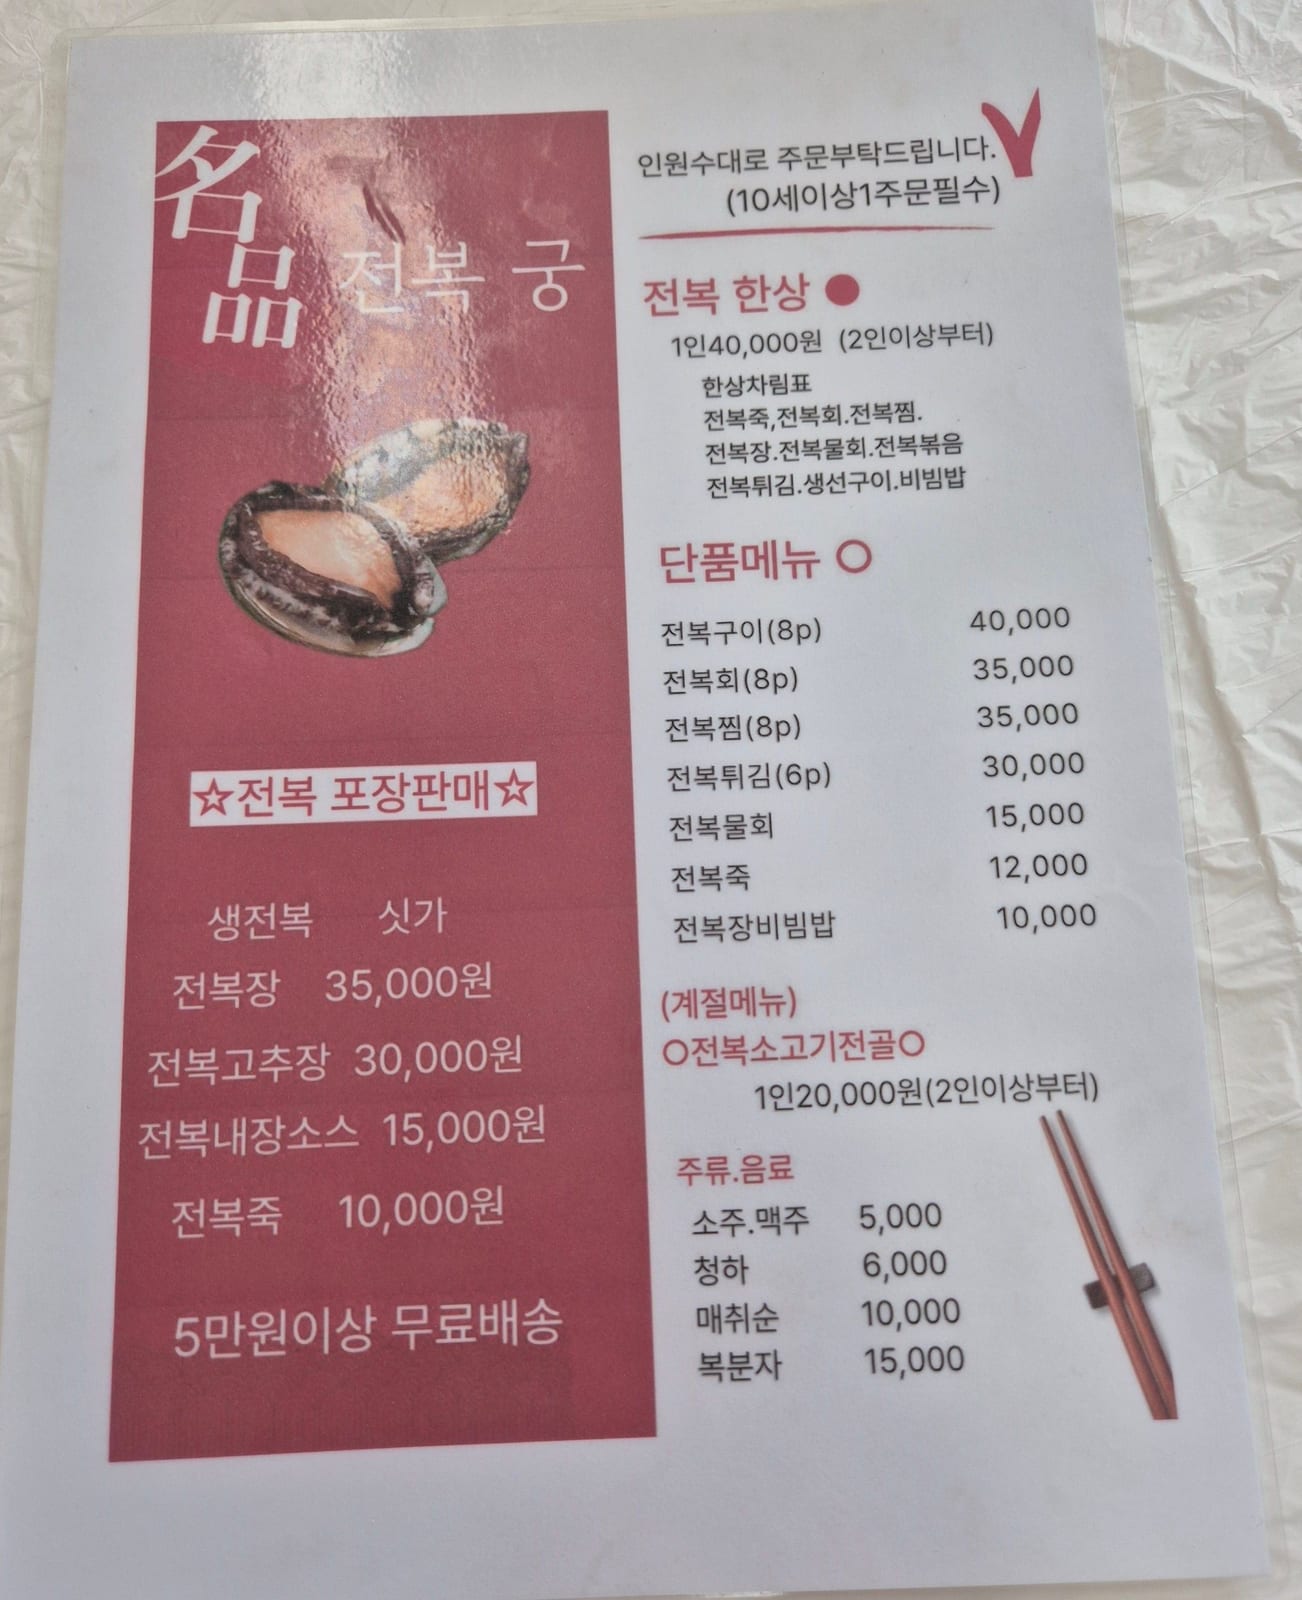 名品
전복 궁
☆전복 포장판매☆
생전복 싯가
전복장 35,000원
전복고추장 30,000원
전복내장소스 15,000원
전복죽 10,000원
5만원이상 무료배송
인원수대로 주문부탁드립니다.
(10세이상1주문필수)
전복 한상 ●
1인40,000원 (2인이상부터)
한상차림표
전복죽,전복회.전복찜.
전복장.전복물회.전복볶음
전복튀김.생선구이.비빔밥
단품메뉴 ○
전복구이(8p) 40,000
전복회(8p) 35,000
전복찜(8p) 35,000
전복튀김(6p) 30,000
전복물회 15,000
전복죽 12,000
전복장비빔밥 10,000
(계절메뉴)
○전복소고기전골○
1인20,000원(2인이상부터)
주류.음료
소주.맥주 5,000
청하 6,000
매취순 10,000
복분자 15,000